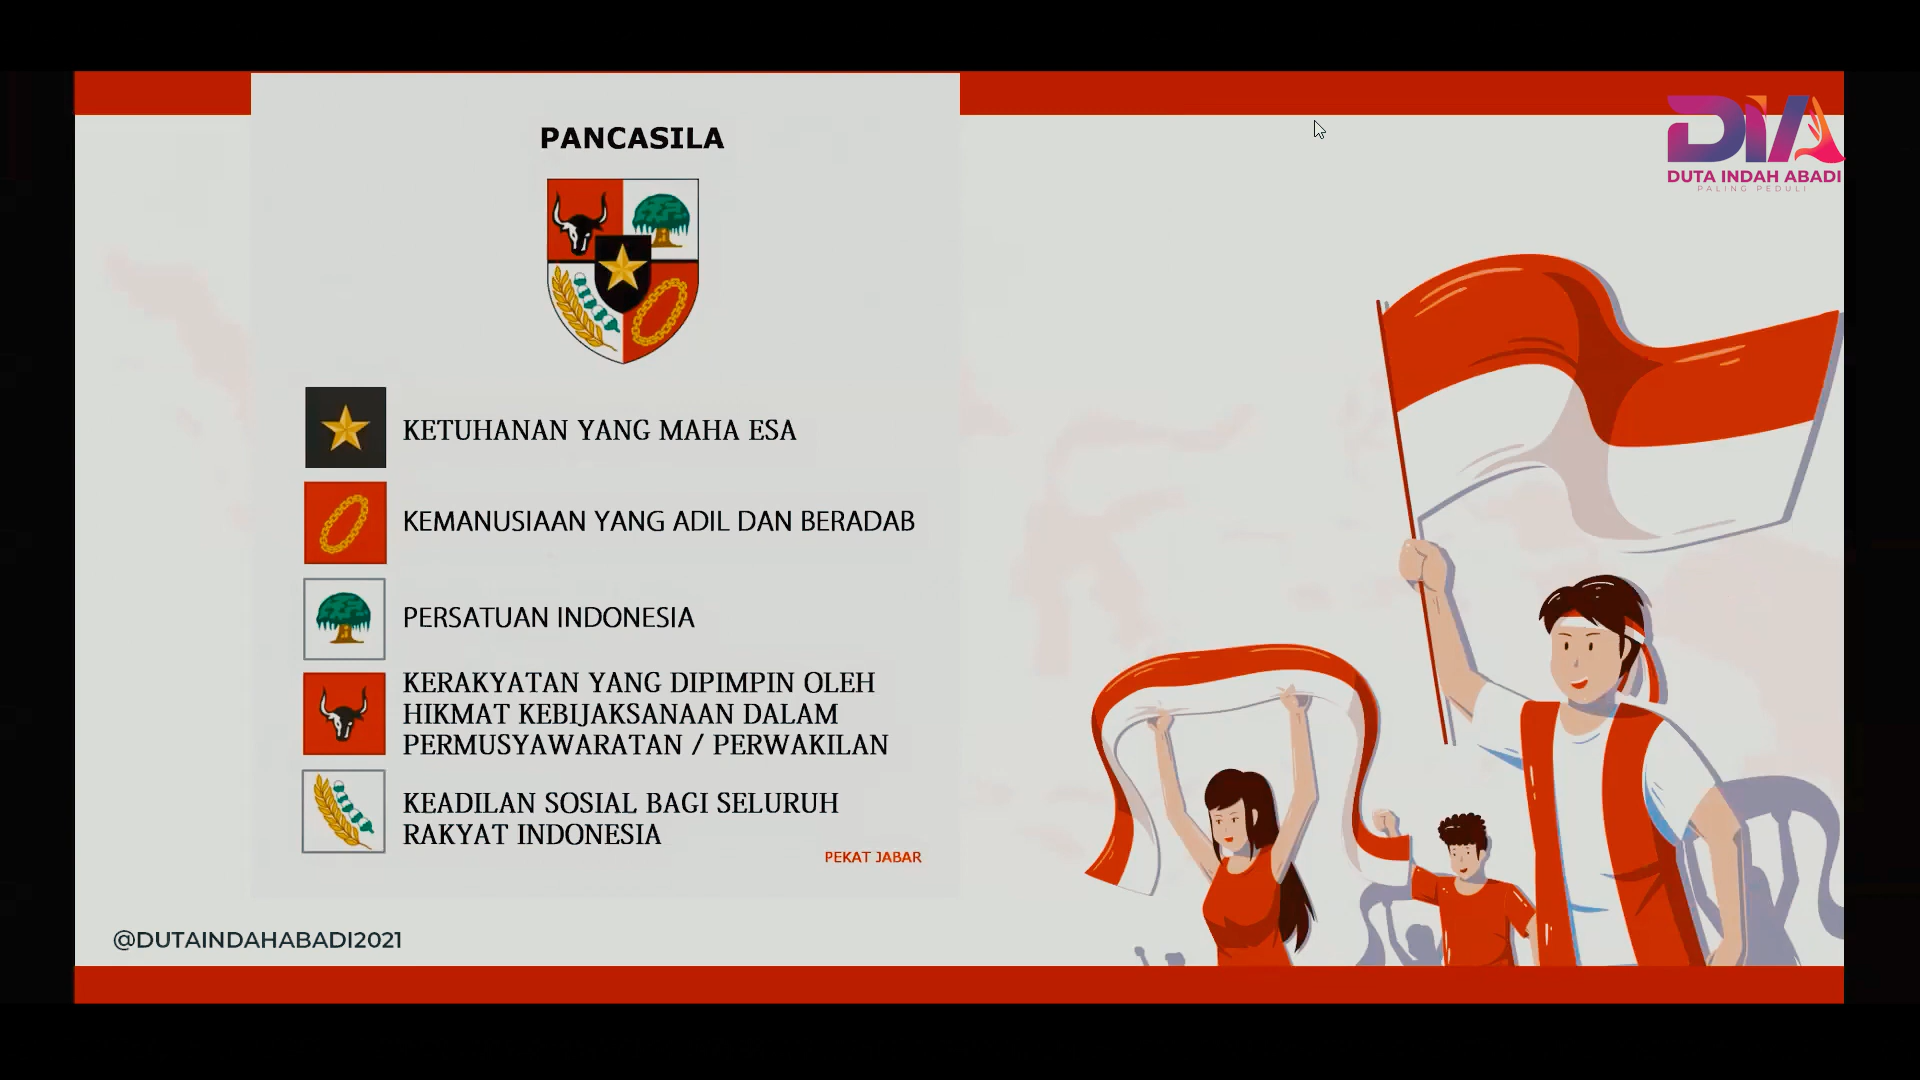 PANCASILA
DIA
DUTA INDAH ABADI
PALING PEDULI
KETUHANAN YANG MAHA ESA
KEMANUSIAAN YANG ADIL DAN BERADAB
PERSATUAN INDONESIA
KERAKYATAN YANG DIPIMPIN OLEH
HIKMAT KEBIJAKSANAAN DALAM
PERMUSYAWARATAN / PERWAKILAN
KEADILAN SOSIAL BAGI SELURUH
RAKYAT INDONESIA
PEKAT JABAR
@DUTAINDAHABADI2021